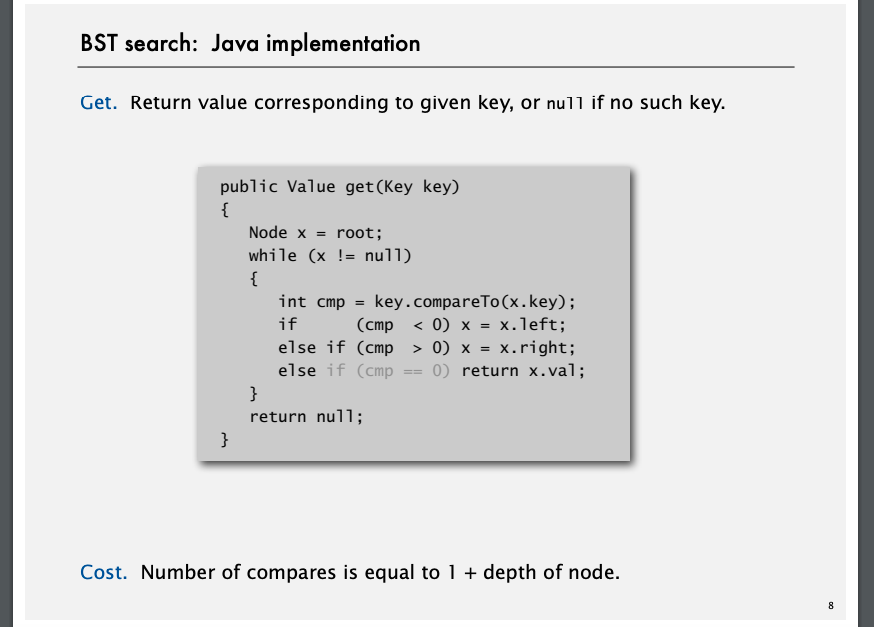 BST search: Java implementation
Get. Return value corresponding to given key, or null if no such key.
public Value get(Key key)
{
   Node x = root;
   while (x != null)
   {
      int cmp = key.compareTo(x.key);
      if      (cmp  < 0) x = x.left;
      else if (cmp  > 0) x = x.right;
      else if (cmp == 0) return x.val;
   }
   return null;
}
Cost. Number of compares is equal to 1 + depth of node.
8